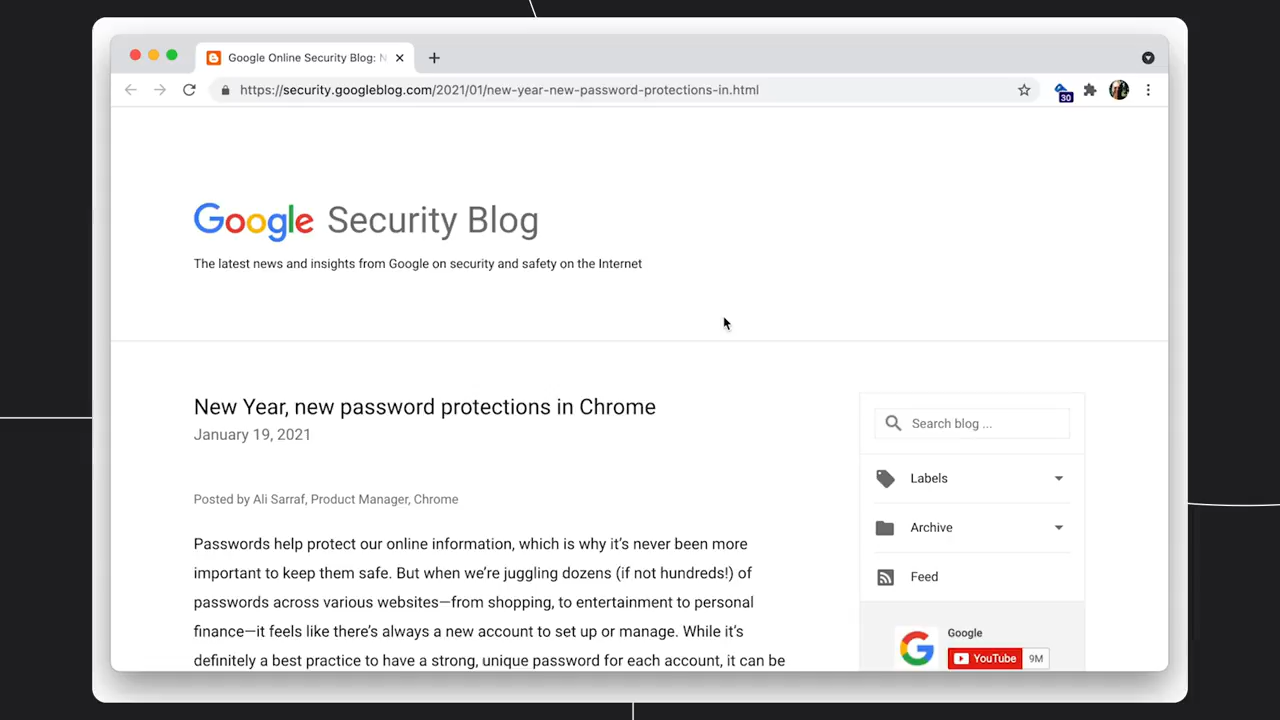 Google Online Security Blog: N
https://security.googleblog.com/2021/01/new-year-new-password-protections-in.html
30
Google Security Blog
The latest news and insights from Google on security and safety on the Internet
New Year, new password protections in Chrome
January 19, 2021
Posted by Ali Sarraf, Product Manager, Chrome
Passwords help protect our online information, which is why it’s never been more
important to keep them safe. But when we’re juggling dozens (if not hundreds!) of
passwords across various websites—from shopping, to entertainment to personal
finance—it feels like there’s always a new account to set up or manage. While it’s
definitely a best practice to have a strong, unique password for each account, it can be
Search blog ...
Labels
Archive
Feed
Google
YouTube 9M